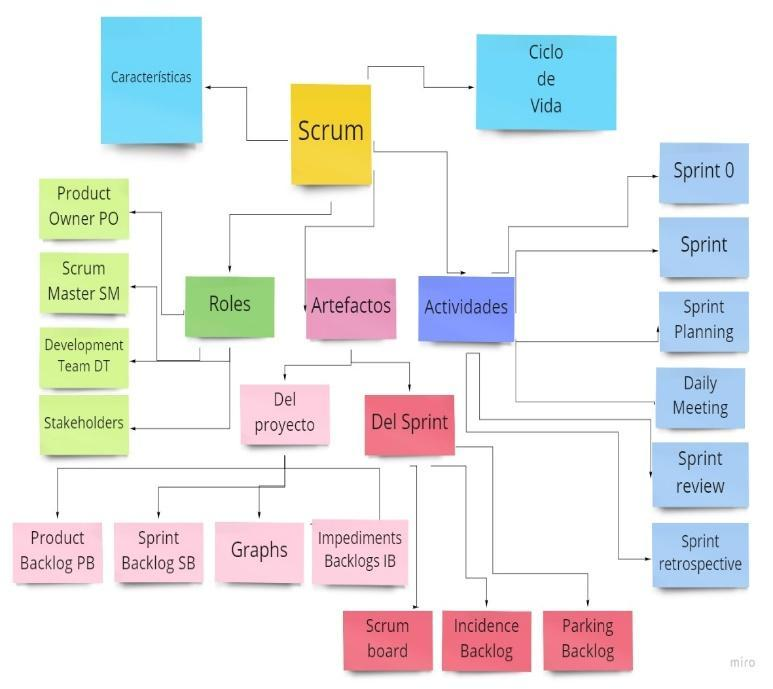 Características
Ciclo
de
Vida
Scrum
Sprint 0
Product
Owner PO
Sprint
Scrum
Master SM
Roles
Artefactos
Actividades
Sprint
Planning
Development
Team DT
Daily
Meeting
Stakeholders
Del
proyecto
Del Sprint
Sprint
review
Product
Backlog PB
Sprint
Backlog SB
Graphs
Impediments
Backlogs IB
Sprint
retrospective
Scrum
board
Incidence
Backlog
Parking
Backlog
miro